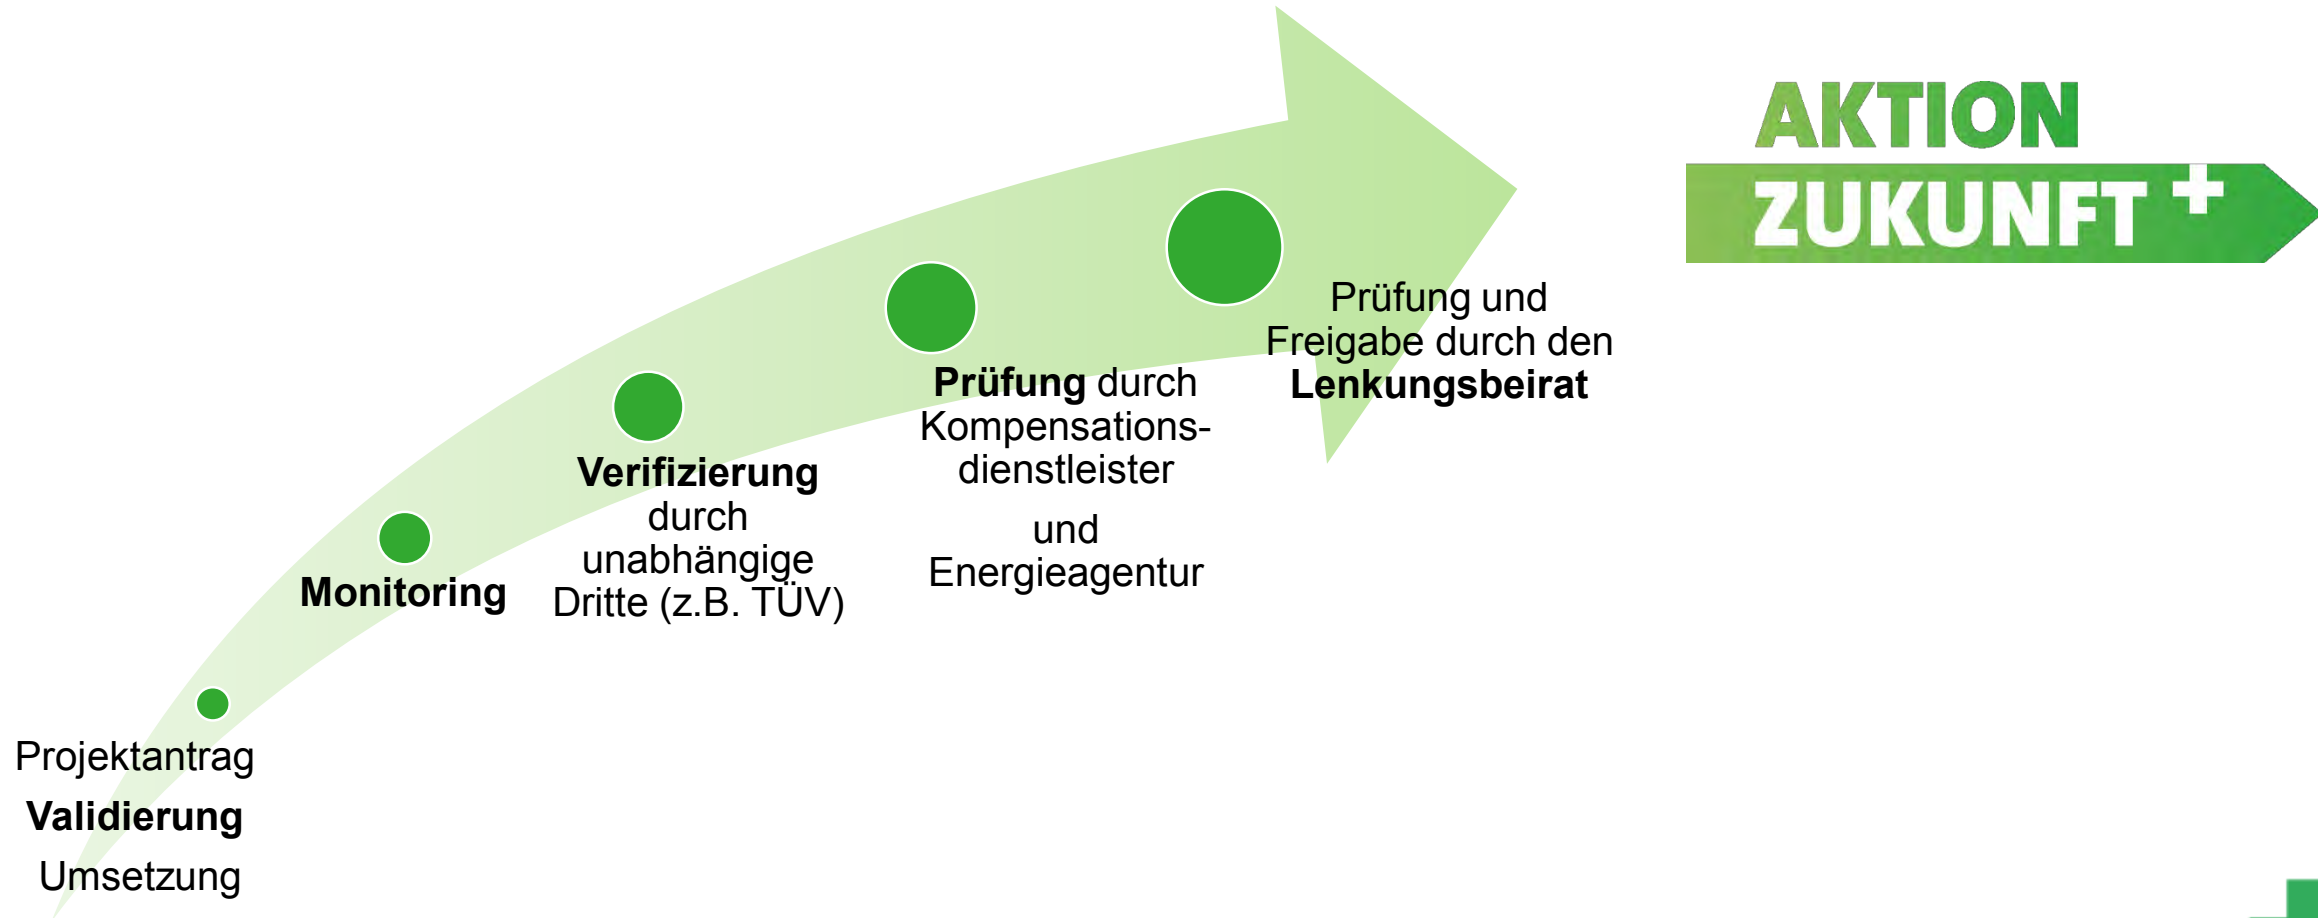 AKTION
ZUKUNFT +
Projektantrag
Validierung
Umsetzung
Monitoring
Verifizierung
durch
unabhängige
Dritte (z.B. TÜV)
Prüfung durch
Kompensations-
dienstleister
und
Energieagentur
Prüfung und
Freigabe durch den
Lenkungsbeirat